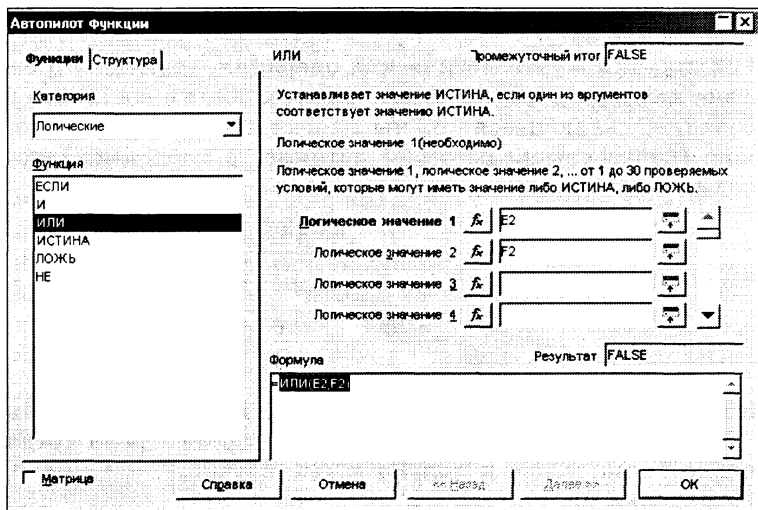 Автопилот Функции
Функции Структура
ИЛИ
Промежуточный итог FALSE
Категория
Логические
Функция
ЕСЛИ
И
ИЛИ
ИСТИНА
ЛОЖЬ
НЕ
Устанавливает значение ИСТИНА, если один из аргументов
соответствует значению ИСТИНА.
Логическое значение 1(необходимо)
Логическое значение 1, логическое значение 2, ... от 1 до 30 проверяемых
условий, которые могут иметь значение либо ИСТИНА, либо ЛОЖЬ.
Логическое значение 1 fx E2
Логическое значение 2 fx F2
Логическое значение 3 fx
Логическое значение 4 fx
Формула
Результат FALSE
=ИЛИ(E2;F2)
Матрица
Справка
Отмена
<< Назад
Далее >>
OK